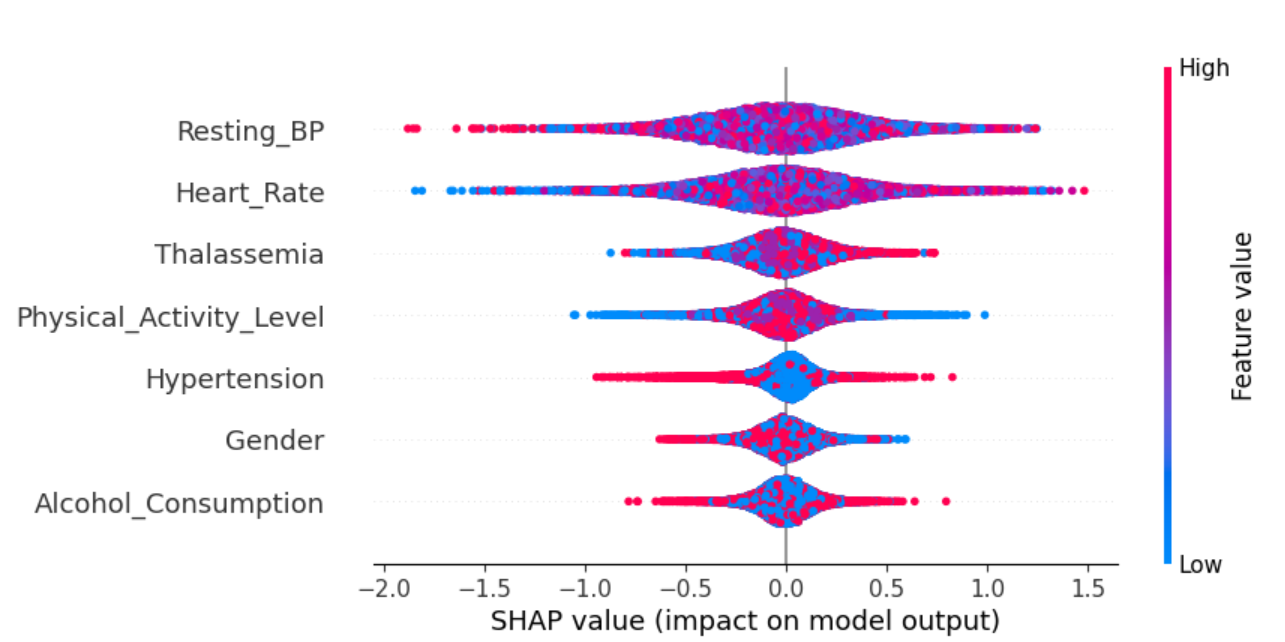 High
Resting_BP
Heart_Rate
Thalassemia
Physical_Activity_Level
Hypertension
Gender
Alcohol_Consumption
Feature value
Low
−2.0 −1.5 −1.0 −0.5 0.0 0.5 1.0 1.5
SHAP value (impact on model output)